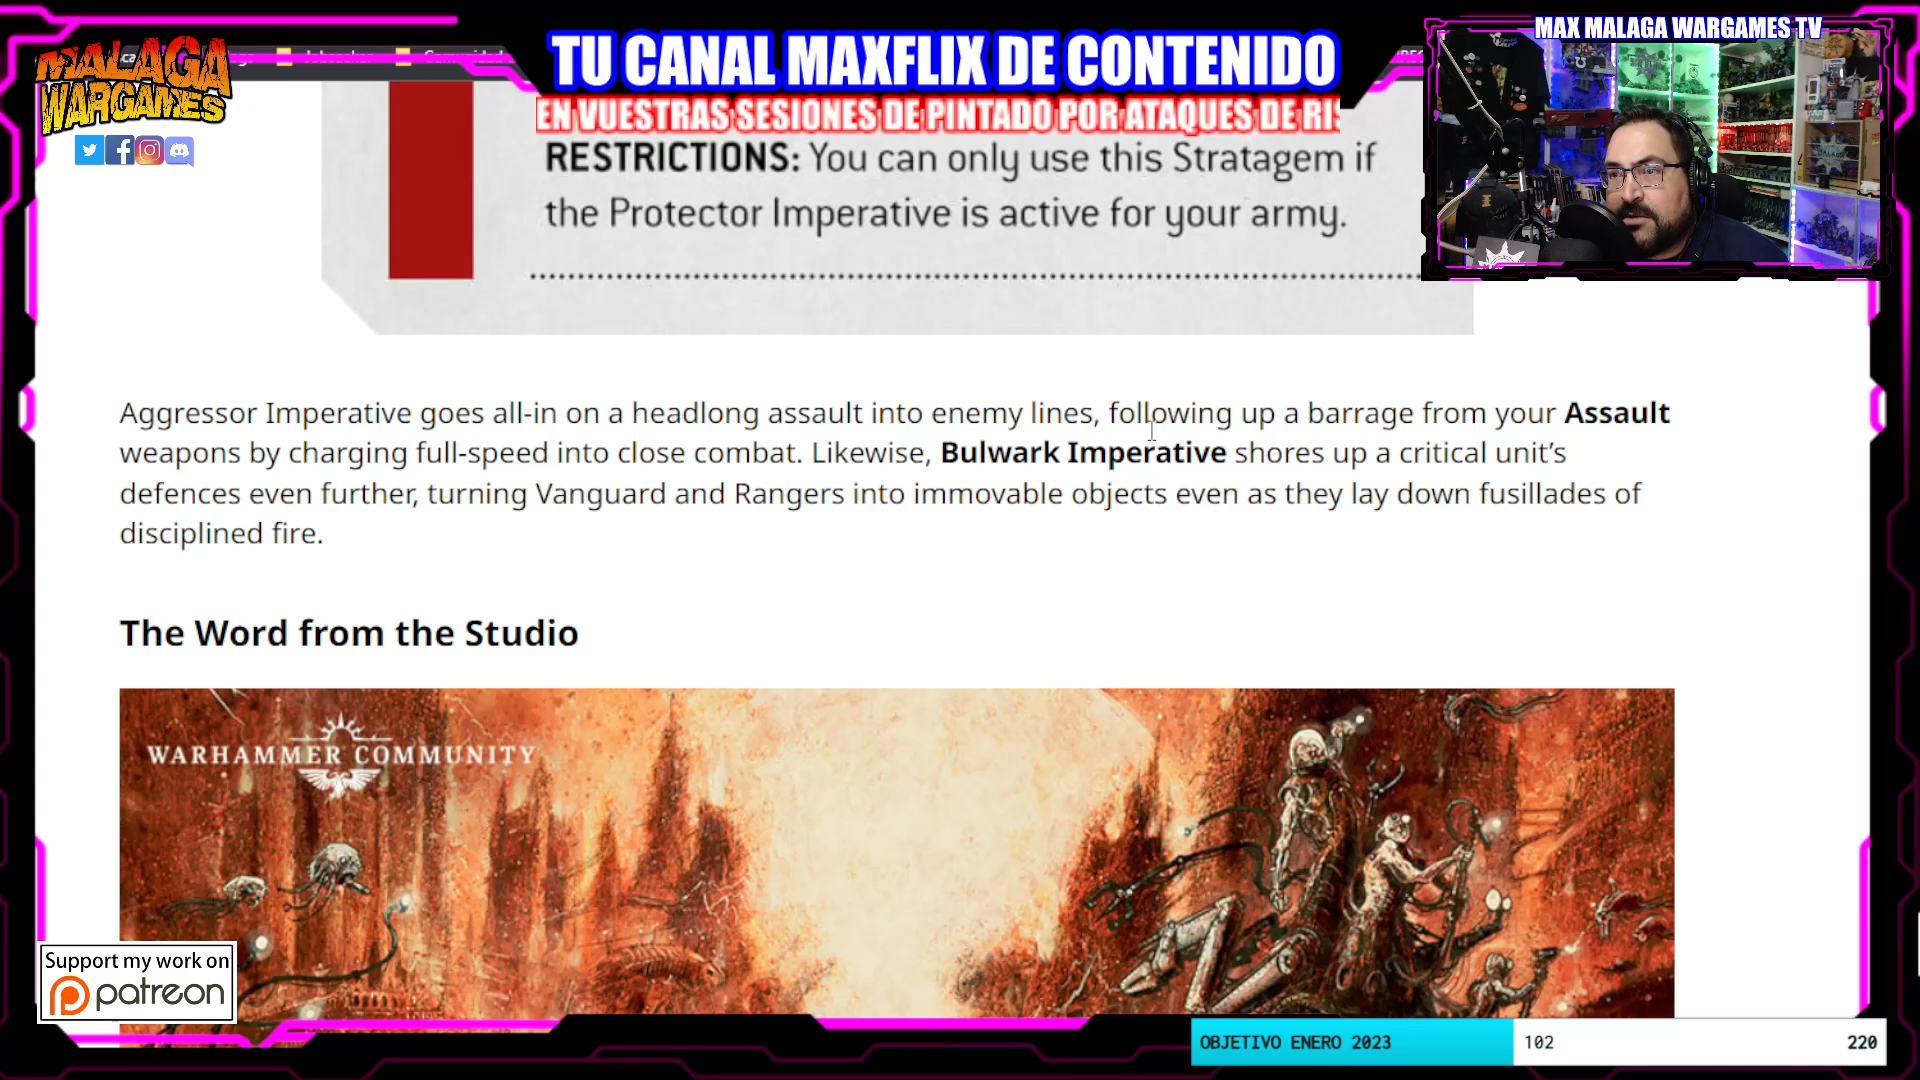 MALAGA
WARGAMES
TU CANAL MAXFLIX DE CONTENIDO
EN VUESTRAS SESIONES DE PINTADO POR ATAQUES DE RI
MAX MALAGA WARGAMES TV
RESTRICTIONS: You can only use this Stratagem if
the Protector Imperative is active for your army.
Aggressor Imperative goes all-in on a headlong assault into enemy lines, following up a barrage from your Assault
weapons by charging full-speed into close combat. Likewise, Bulwark Imperative shores up a critical unit’s
defences even further, turning Vanguard and Rangers into immovable objects even as they lay down fusillades of
disciplined fire.
The Word from the Studio
WARHAMMER COMMUNITY
Support my work on
patreon
OBJETIVO ENERO 2023 102 220